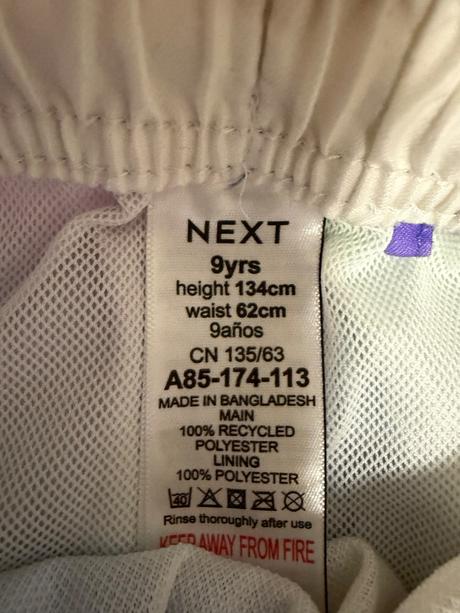 NEXT
9yrs
height 134cm
waist 62cm
9años
CN 135/63
A85-174-113
MADE IN BANGLADESH
MAIN
100% RECYCLED
POLYESTER
LINING
100% POLYESTER
40
Rinse thoroughly after use
KEEP AWAY FROM FIRE